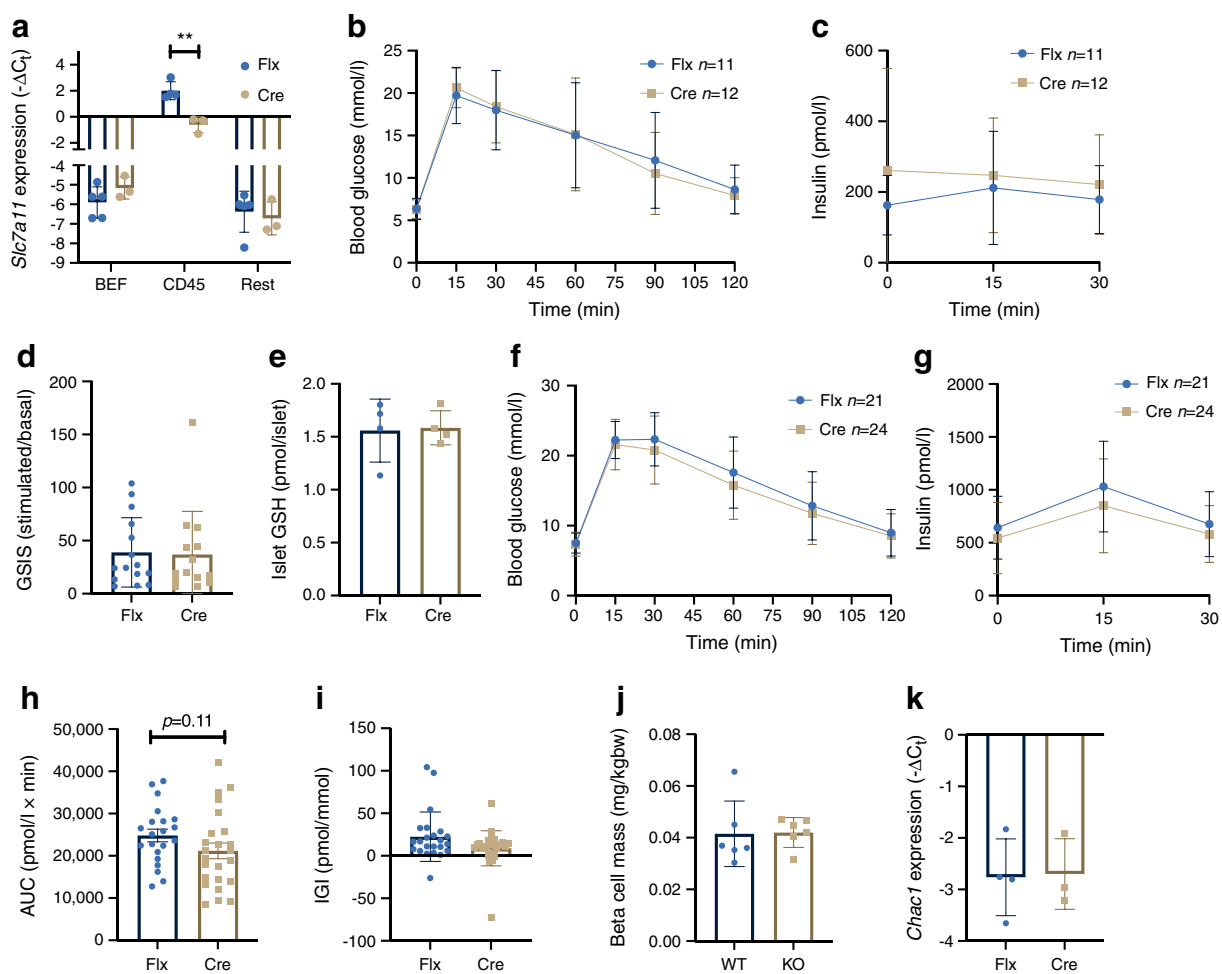 a
Slc7a11 expression (-ΔCt)
4
2
0
-2
-4
-5
-6
-7
-8
-9
**
Flx
Cre
BEF CD45 Rest
b
Blood glucose (mmol/l)
25
20
15
10
5
0
Flx n=11
Cre n=12
0 15 30 45 60 75 90 105 120
Time (min)
c
Insulin (pmol/l)
600
400
200
0
Flx n=11
Cre n=12
0 15 30
Time (min)
d
GSIS (stimulated/basal)
200
150
100
50
0
Flx Cre
e
Islet GSH (pmol/islet)
2.0
1.5
1.0
0.5
0.0
Flx Cre
f
Blood glucose (mmol/l)
30
20
10
0
Flx n=21
Cre n=24
0 15 30 45 60 75 90 105 120
Time (min)
g
Insulin (pmol/l)
2000
1500
1000
500
0
Flx n=21
Cre n=24
0 15 30
Time (min)
h
AUC (pmol/l × min)
50,000
40,000
30,000
20,000
10,000
0
p=0.11
Flx Cre
i
IGI (pmol/mmol)
150
100
50
0
-50
-100
Flx Cre
j
Beta cell mass (mg/kgbw)
0.08
0.06
0.04
0.02
0.00
WT KO
k
Chac1 expression (-ΔCt)
0
-1
-2
-3
-4
Flx Cre